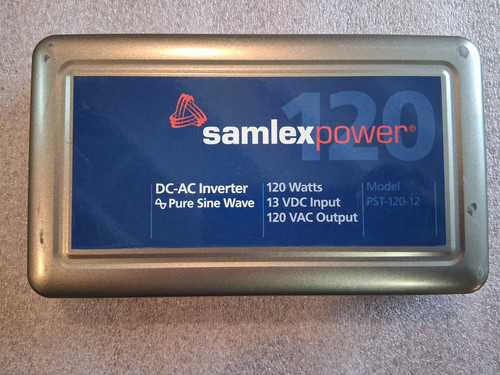 120
samlexpower®
DC-AC Inverter
Pure Sine Wave
120 Watts
13 VDC Input
120 VAC Output
Model
PST-120-12